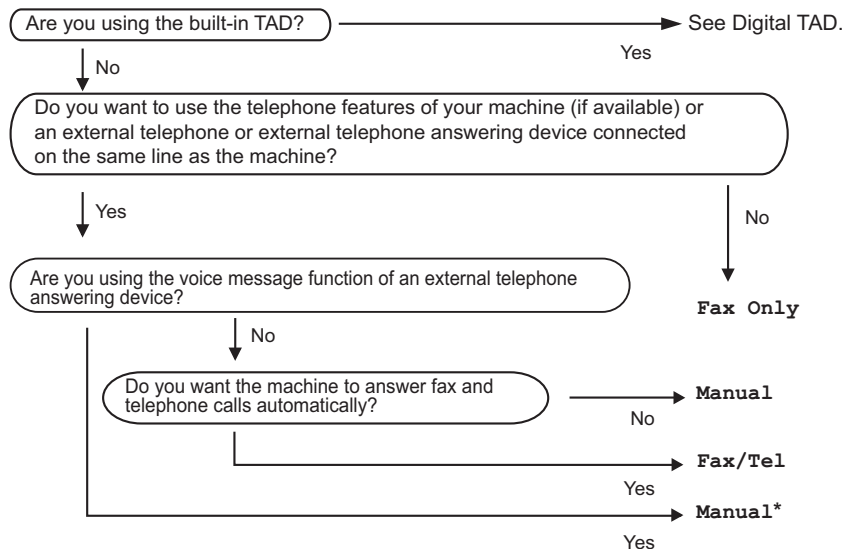 Are you using the built-in TAD?
See Digital TAD.
Yes
No
Do you want to use the telephone features of your machine (if available) or
an external telephone or external telephone answering device connected
on the same line as the machine?
Yes
No
Are you using the voice message function of an external telephone
answering device?
Fax Only
No
Do you want the machine to answer fax and
telephone calls automatically?
Manual
No
Fax/Tel
Yes
Manual*
Yes